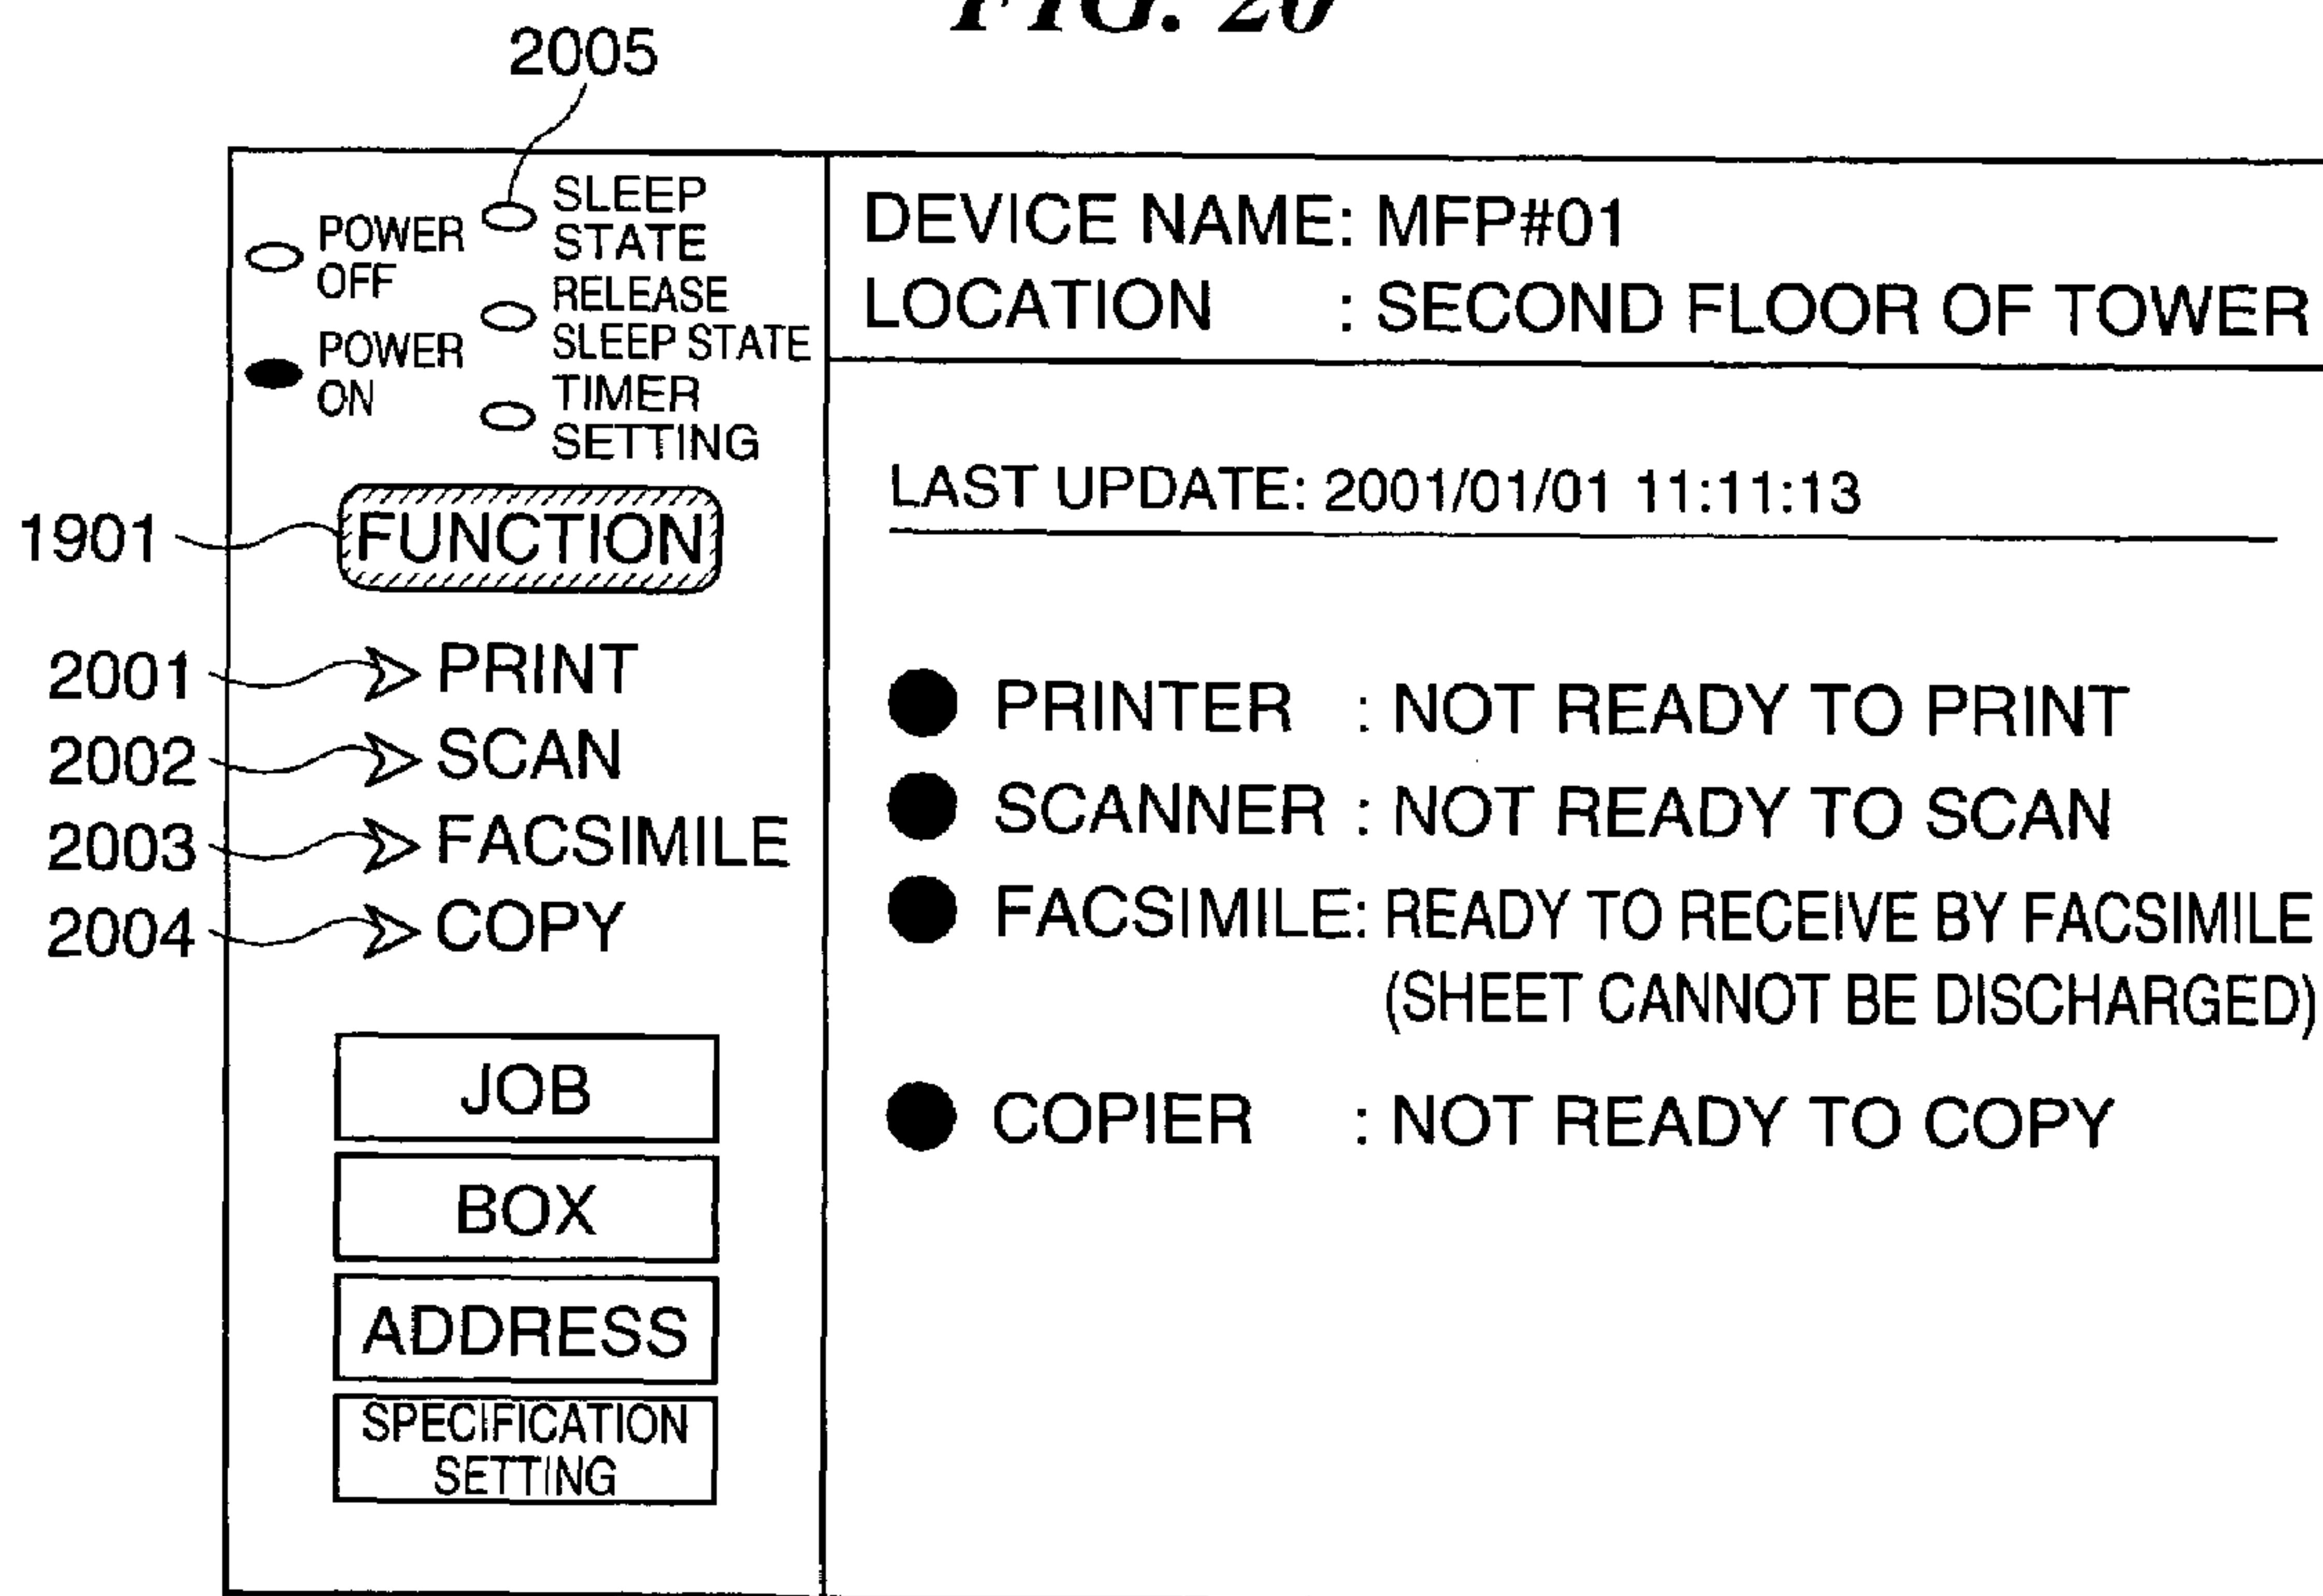 FIG. 20
2005
SLEEP
STATE
POWER
OFF
RELEASE
SLEEP STATE
POWER
ON
TIMER
SETTING
1901
FUNCTION
2001
PRINT
2002
SCAN
2003
FACSIMILE
2004
COPY
JOB
BOX
ADDRESS
SPECIFICATION
SETTING
DEVICE NAME: MFP#01
LOCATION : SECOND FLOOR OF TOWER
LAST UPDATE: 2001/01/01 11:11:13
PRINTER : NOT READY TO PRINT
SCANNER : NOT READY TO SCAN
FACSIMILE: READY TO RECEIVE BY FACSIMILE
(SHEET CANNOT BE DISCHARGED)
COPIER : NOT READY TO COPY